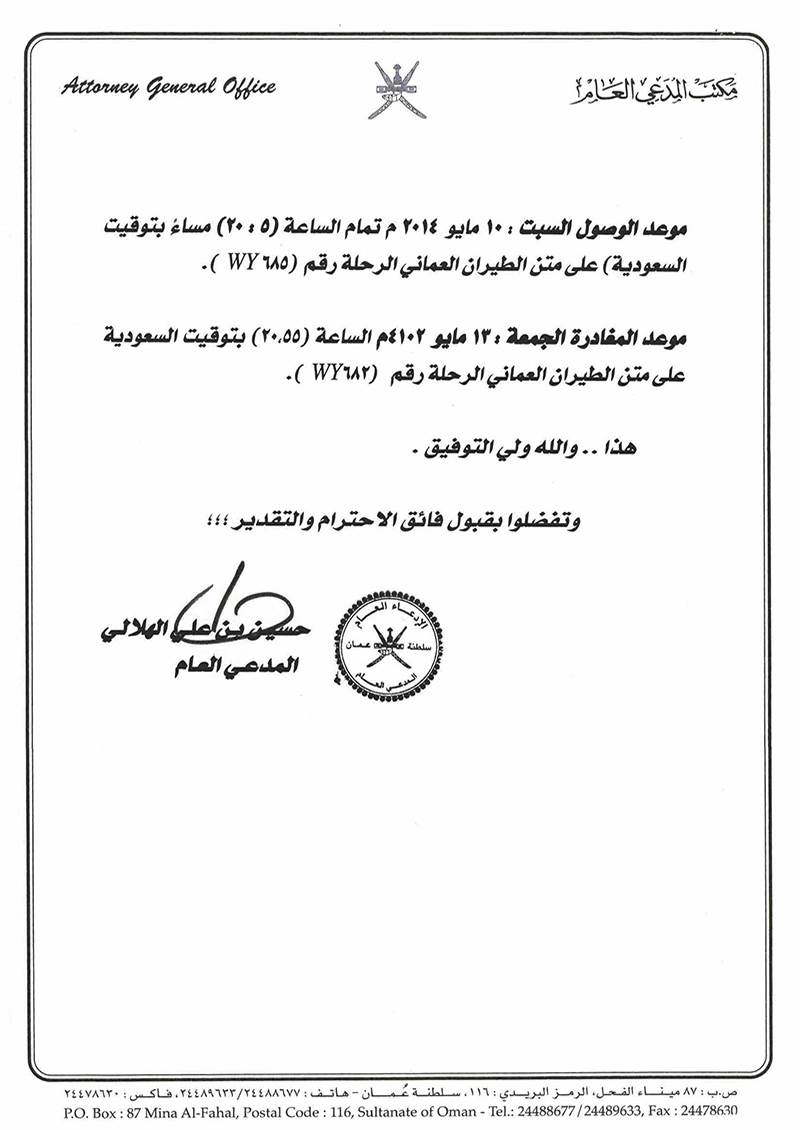 Attorney General Office
مكتب المدعي العام
موعد الوصول السبت : ١٠ مايو ٢٠١٤ م تمام الساعة (٥ : ٢٠) مساءً بتوقيت
السعودية) على متن الطيران العماني الرحلة رقم (WY ٦٨٥ ).
موعد المغادرة الجمعة : ١٣ مايو ٤١٠٢م الساعة (٢٠،٥٥) بتوقيت السعودية
على متن الطيران العماني الرحلة رقم (WY٦٨٢ ).
هذا .. والله ولي التوفيق .
وتفضلوا بقبول فائق الاحترام والتقدير ؛؛؛
حسين بن علي الهلالي
المدعي العام
الإدعاء العام
سلطنة عمان
المدعي العام
ص.ب : ٨٧ ميناء الفحل، الرمز البريدي : ١١٦، سلطنة عُمان - هاتف : ٢٤٤٨٩٦٣٣/٢٤٤٨٨٦٧٧، فاكس : ٢٤٤٧٨٦٣٠
P.O. Box : 87 Mina Al-Fahal, Postal Code : 116, Sultanate of Oman - Tel.: 24488677/24489633, Fax : 24478630